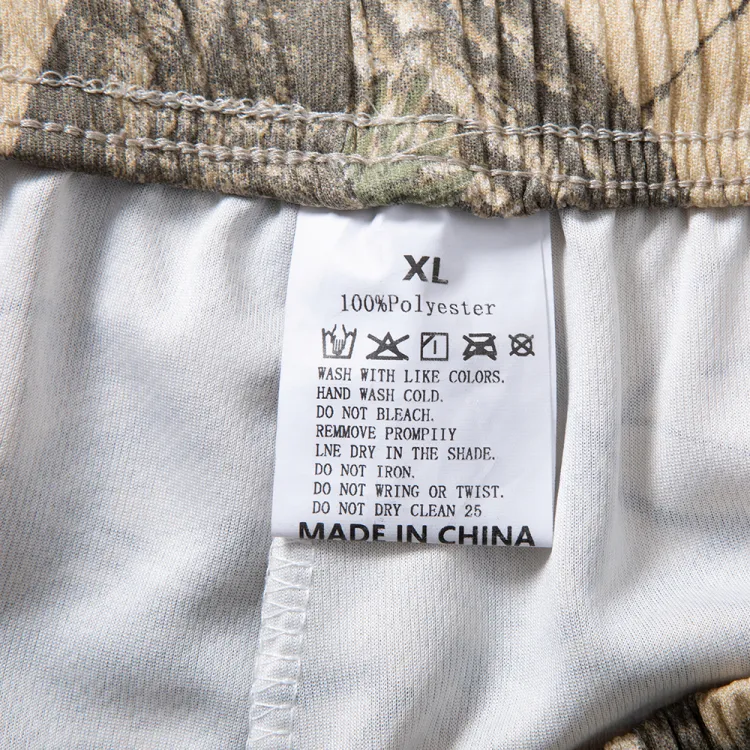 XL
100%Polyester
WASH WITH LIKE COLORS.
HAND WASH COLD.
DO NOT BLEACH.
REMMOVE PROMPIIY
LNE DRY IN THE SHADE.
DO NOT IRON.
DO NOT WRING OR TWIST.
DO NOT DRY CLEAN 25
MADE IN CHINA